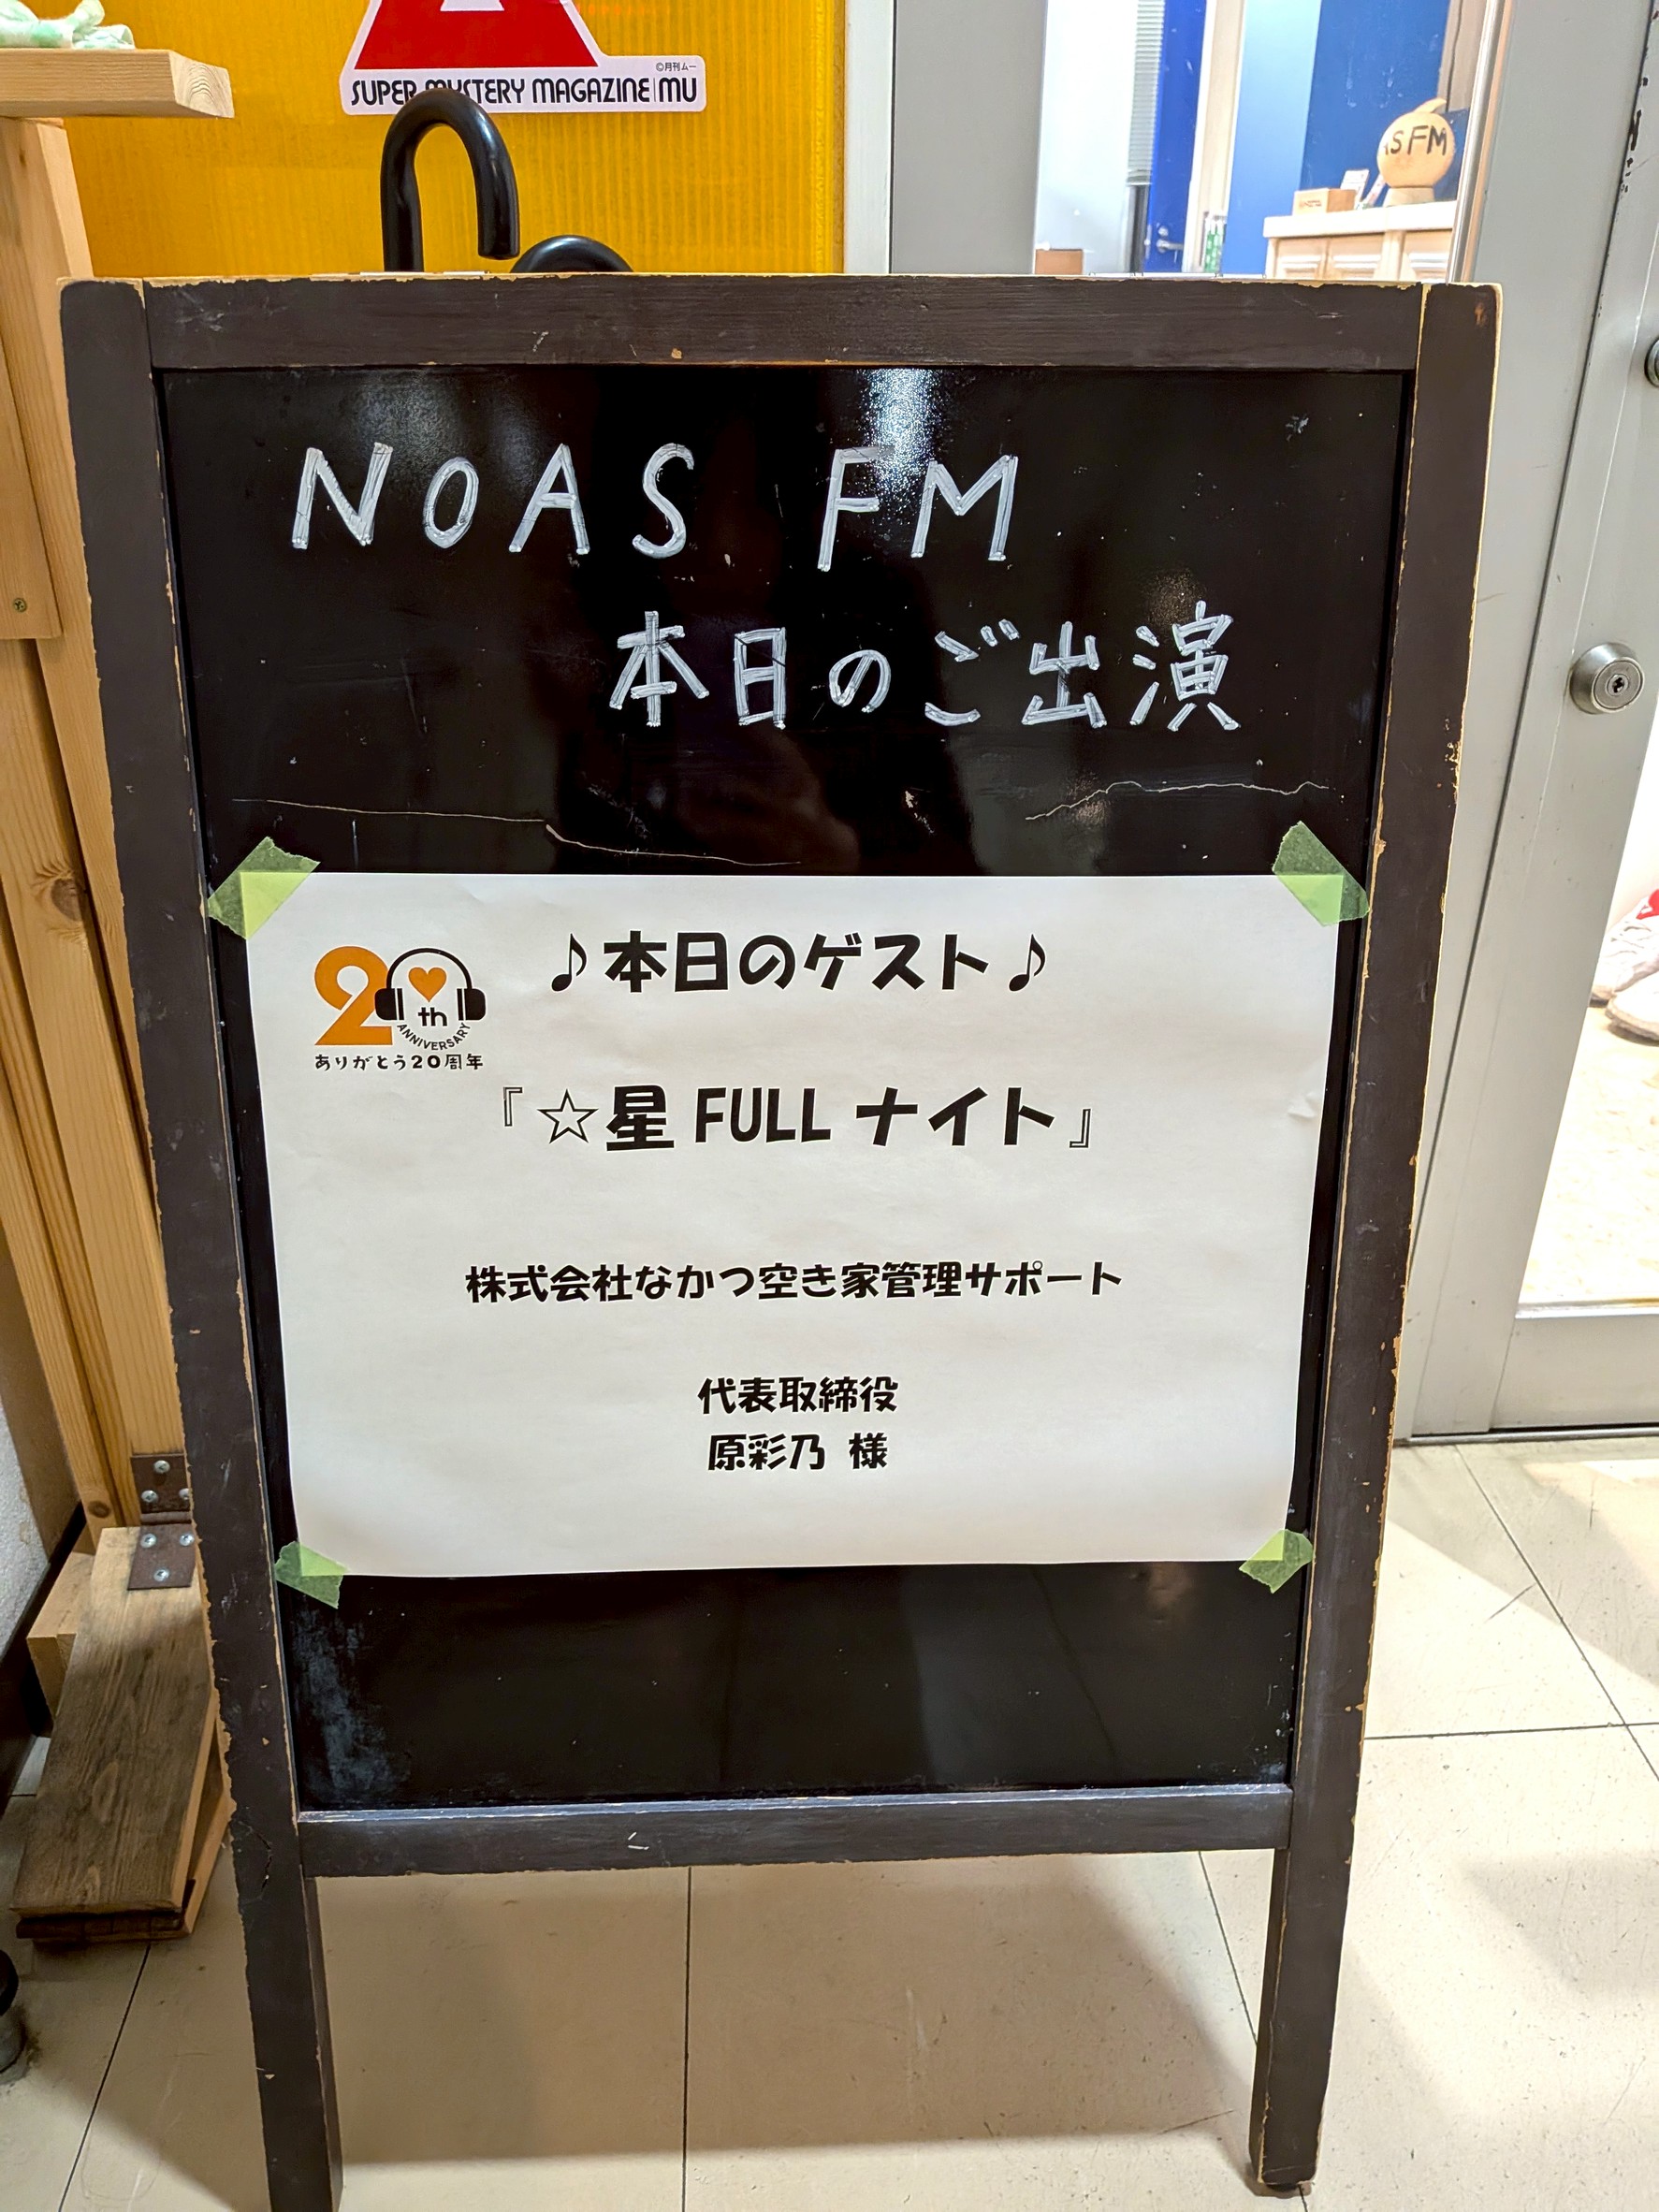 ©月刊ムー
SUPER MYSTERY MAGAZINE MU
S FM
NOAS FM
本日のご出演
♪本日のゲスト♪
20th
ANNIVERSARY
ありがとう20周年
『☆星 FULL ナイト』
株式会社なかつ空き家管理サポート
代表取締役
原彩乃 様